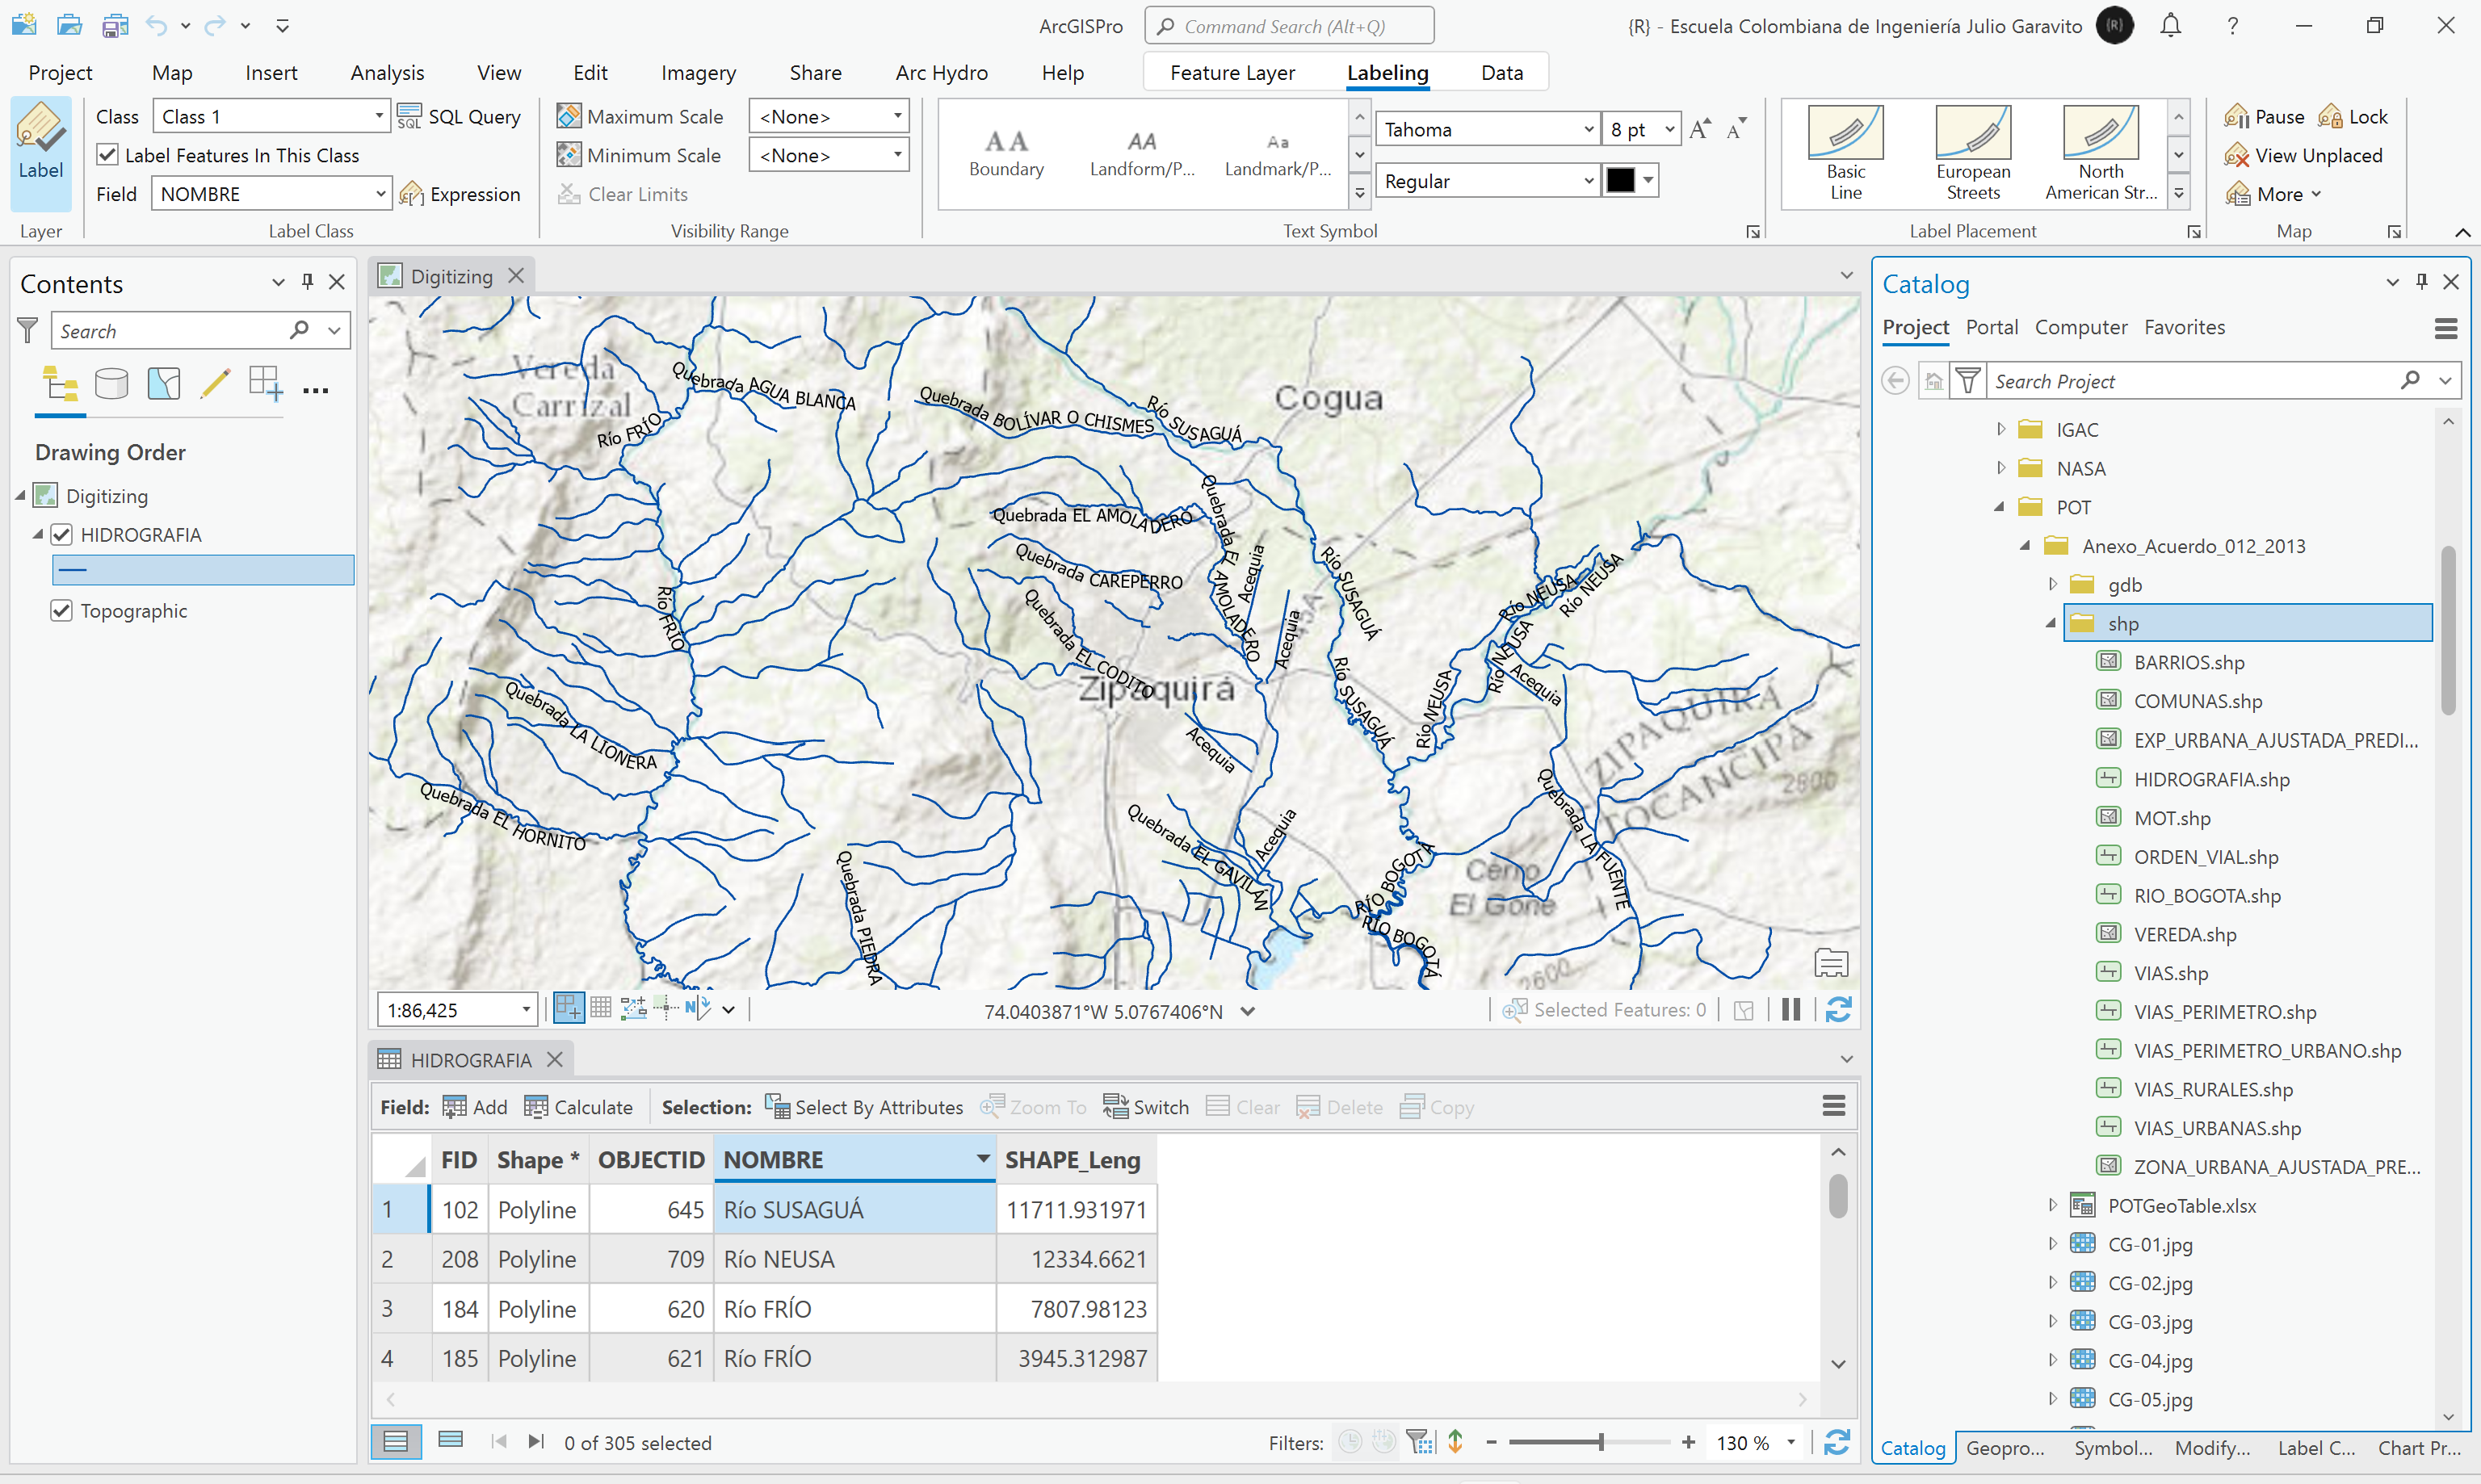 ArcGISPro
Command Search (Alt+Q)
{R} - Escuela Colombiana de Ingeniería Julio Garavito
{R}
?
Project Map Insert Analysis View Edit Imagery Share Arc Hydro Help Feature Layer Labeling Data
Label
Layer
Class
Class 1
SQL
SQL Query
Label Features In This Class
Field
NOMBRE
Expression
Label Class
Maximum Scale
<None>
Minimum Scale
<None>
Clear Limits
Visibility Range
AA
Boundary
AA
Landform/P...
Aa
Landmark/P...
Tahoma
8 pt
A A
Regular
Text Symbol
Basic
Line
European
Streets
North
American Str...
Label Placement
Pause
Lock
View Unplaced
More
Map
Contents
Search
Drawing Order
Digitizing
HIDROGRAFIA
Topographic
Digitizing
Vereda
Carrizal
Quebrada AGUA BLANCA
Río FRÍO
Quebrada BOLÍVAR O CHISMES
Río SUSAGUÁ
Cogua
Quebrada EL AMOLADERO
Quebrada EL AMOLADERO
Quebrada CAREPERRO
Acequia
Río SUSAGUÁ
Río NEUSA
Río NEUSA
Río FRÍO
Quebrada EL CODITO
Acequia
Río NEUSA
Río SUSAGUÁ
Río NEUSA
Acequia
Zipaquirá
Quebrada LA LIONERA
Acequia
ZIPAQUIRÁ
TOCANCIPÁ
2800
Quebrada EL HORNITO
Quebrada EL GAVILÁN
Acequia
Quebrada LA FUENTE
Quebrada PIEDRA
RÍO BOGOTÁ
RÍO BOGOTÁ
Cerro
El Gone
2600
1:86,425
N
74.0403871°W 5.0767406°N
Selected Features: 0
HIDROGRAFIA
Field: Add Calculate Selection: Select By Attributes Zoom To Switch Clear Delete Copy
FID Shape * OBJECTID NOMBRE SHAPE_Leng
1 102 Polyline 645 Río SUSAGUÁ 11711.931971
2 208 Polyline 709 Río NEUSA 12334.6621
3 184 Polyline 620 Río FRÍO 7807.98123
4 185 Polyline 621 Río FRÍO 3945.312987
0 of 305 selected
Filters:
130 %
Catalog
Project Portal Computer Favorites
Search Project
IGAC
NASA
POT
Anexo_Acuerdo_012_2013
gdb
shp
BARRIOS.shp
COMUNAS.shp
EXP_URBANA_AJUSTADA_PREDI...
HIDROGRAFIA.shp
MOT.shp
ORDEN_VIAL.shp
RIO_BOGOTA.shp
VEREDA.shp
VIAS.shp
VIAS_PERIMETRO.shp
VIAS_PERIMETRO_URBANO.shp
VIAS_RURALES.shp
VIAS_URBANAS.shp
ZONA_URBANA_AJUSTADA_PRE...
POTGeoTable.xlsx
CG-01.jpg
CG-02.jpg
CG-03.jpg
CG-04.jpg
CG-05.jpg
Catalog Geopro... Symbol... Modify... Label C... Chart Pr...